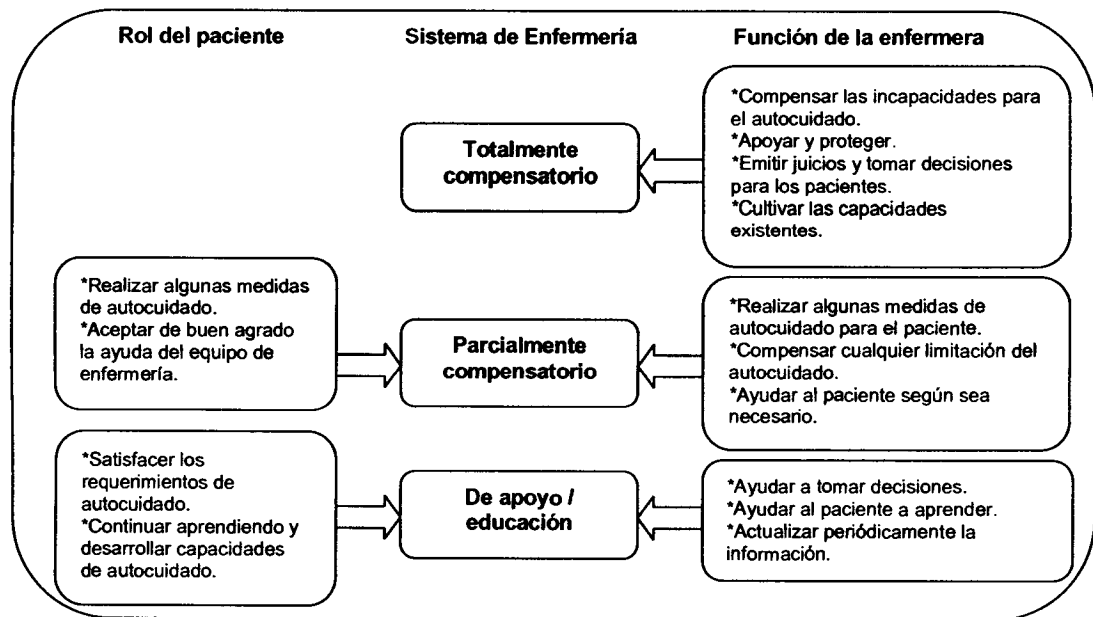 Rol del paciente
Sistema de Enfermería
Función de la enfermera
Totalmente
compensatorio
*Compensar las incapacidades para
el autocuidado.
*Apoyar y proteger.
*Emitir juicios y tomar decisiones
para los pacientes.
*Cultivar las capacidades
existentes.
*Realizar algunas medidas
de autocuidado.
*Aceptar de buen agrado
la ayuda del equipo de
enfermería.
Parcialmente
compensatorio
*Realizar algunas medidas de
autocuidado para el paciente.
*Compensar cualquier limitación del
autocuidado.
*Ayudar al paciente según sea
necesario.
*Satisfacer los
requerimientos de
autocuidado.
*Continuar aprendiendo y
desarrollar capacidades
de autocuidado.
De apoyo /
educación
*Ayudar a tomar decisiones.
*Ayudar al paciente a aprender.
*Actualizar periódicamente la
información.